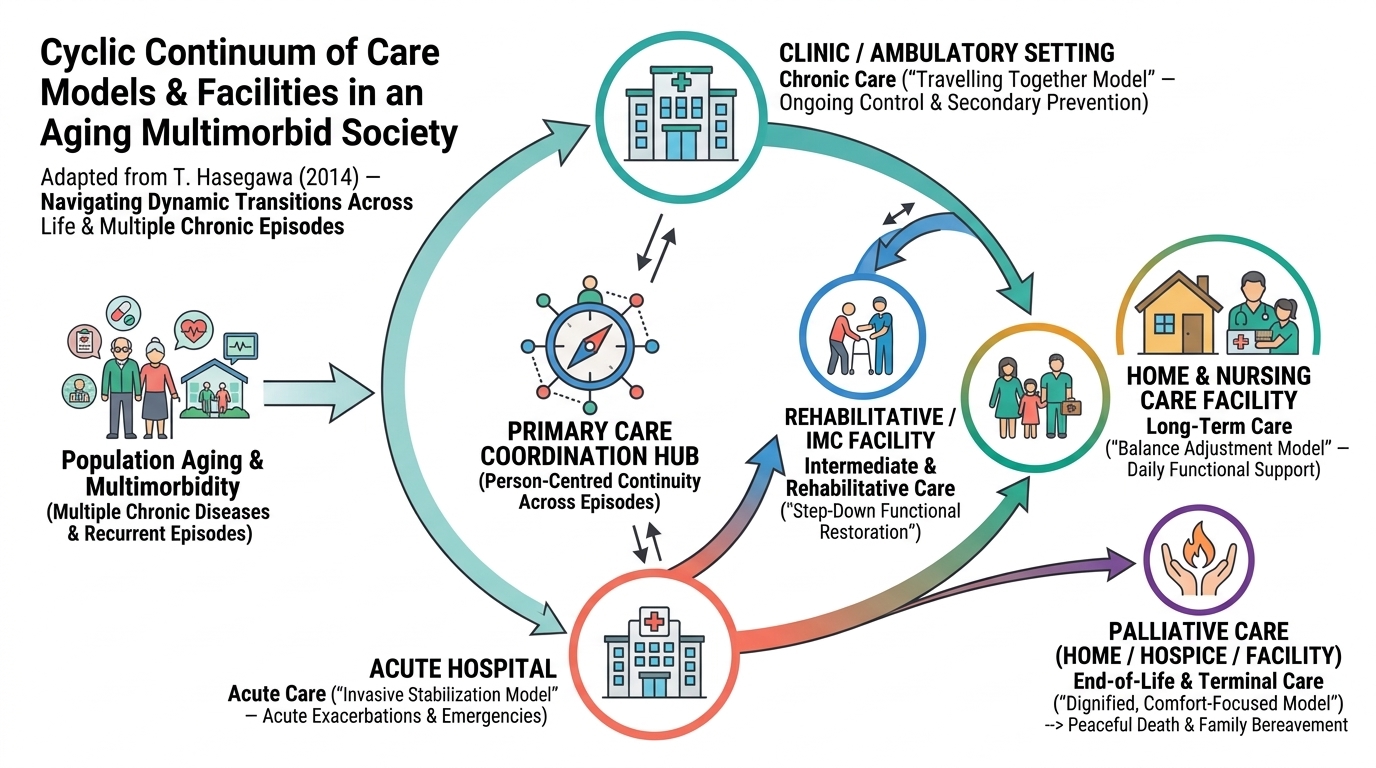 Cyclic Continuum of Care
Models & Facilities in an
Aging Multimorbid Society
Adapted from T. Hasegawa (2014) –
Navigating Dynamic Transitions Across
Life & Multiple Chronic Episodes
CLINIC / AMBULATORY SETTING
Chronic Care (“Travelling Together Model” –
Ongoing Control & Secondary Prevention)
Population Aging &
Multimorbidity
(Multiple Chronic Diseases
& Recurrent Episodes)
PRIMARY CARE
COORDINATION HUB
(Person-Centred Continuity
Across Episodes)
REHABILITATIVE /
IMC FACILITY
Intermediate &
Rehabilitative Care
(“Step-Down Functional
Restoration”)
HOME & NURSING
CARE FACILITY
Long-Term Care
(“Balance Adjustment Model” –
Daily Functional Support)
ACUTE HOSPITAL
Acute Care (“Invasive Stabilization Model”
– Acute Exacerbations & Emergencies)
PALLIATIVE CARE
(HOME / HOSPICE / FACILITY)
End-of-Life & Terminal Care
(“Dignified, Comfort-Focused Model”)
--> Peaceful Death & Family Bereavement